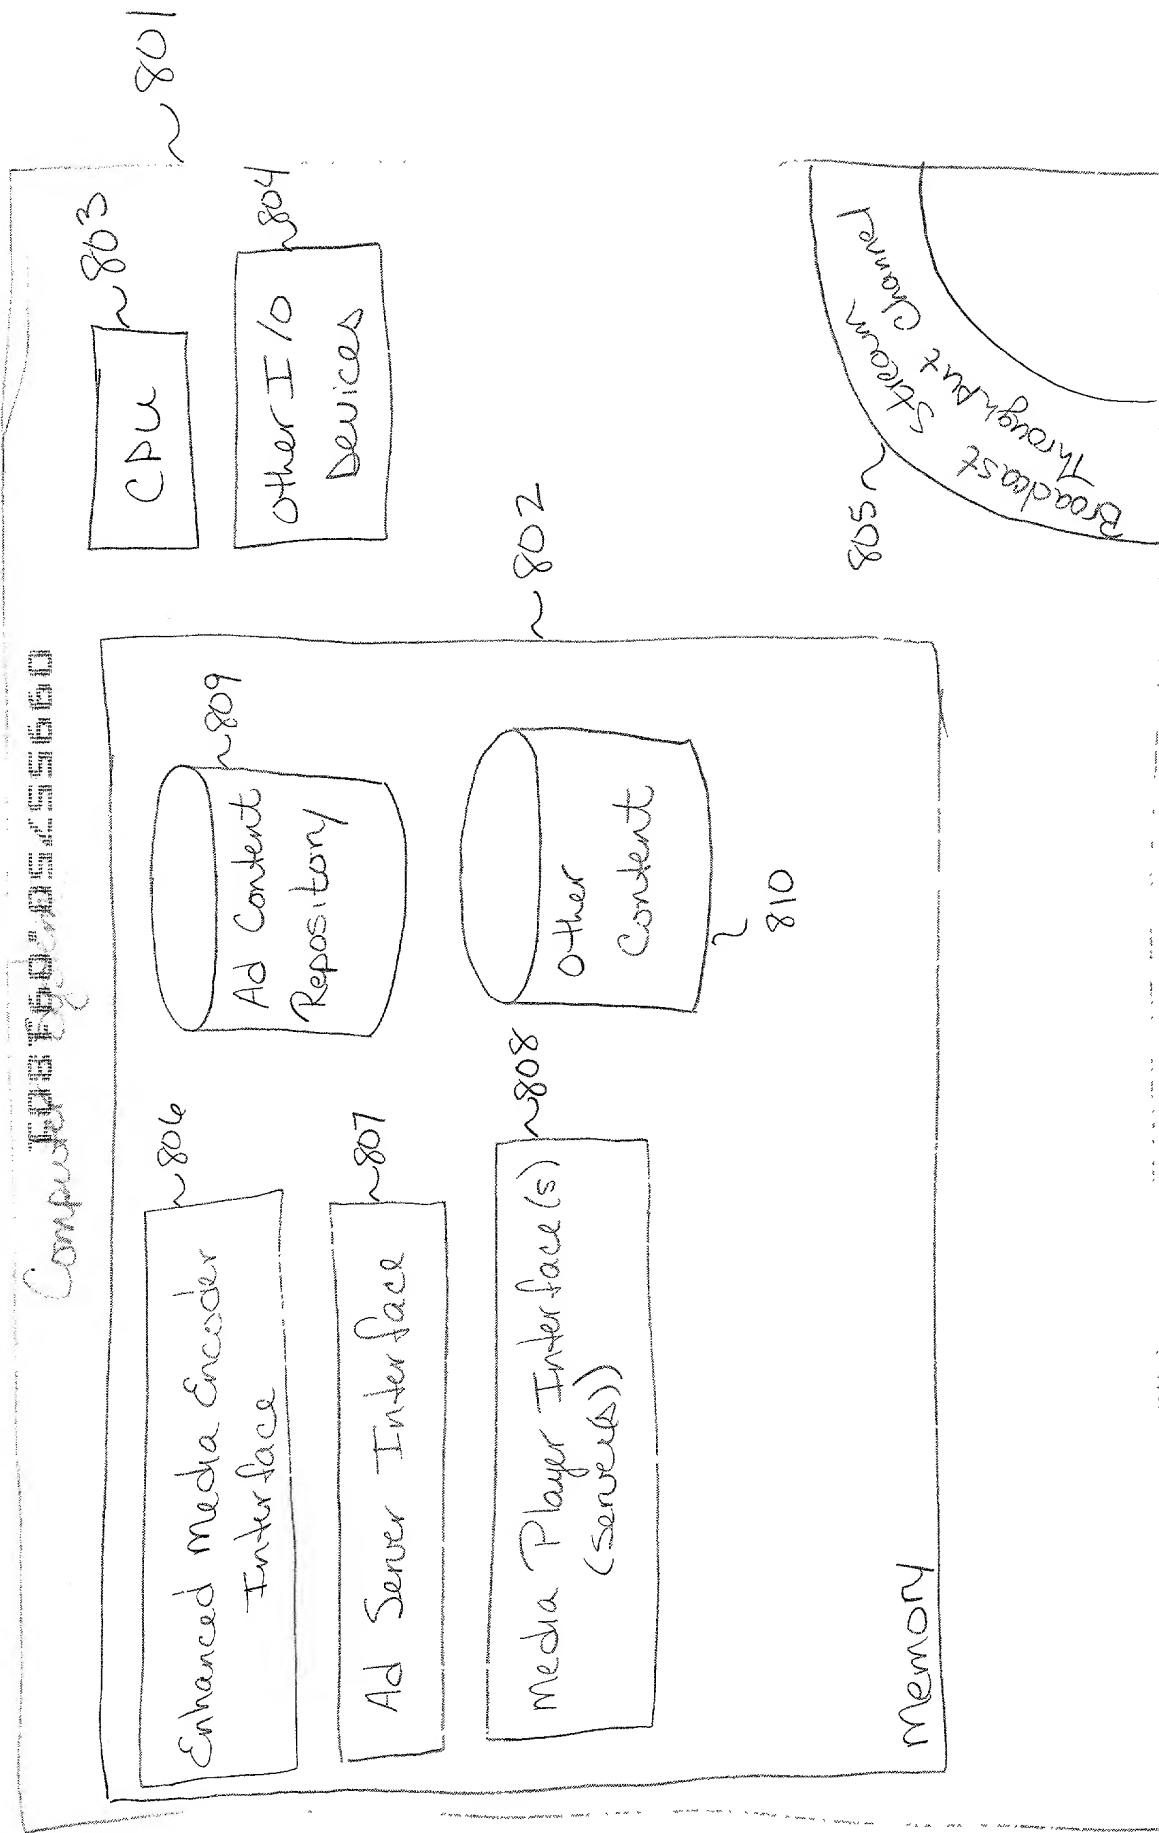 Computer System
~801
CPU
~803
Other I/O
Devices
~804
~802
Enhanced Media Encoder
Interface
~806
Ad Server Interface
~807
Media Player Interface(s)
(Server(s))
~808
Ad Content
Repository
~809
Other
Content
~
810
Memory
805~
Broadcast Stream
Throughput Channel